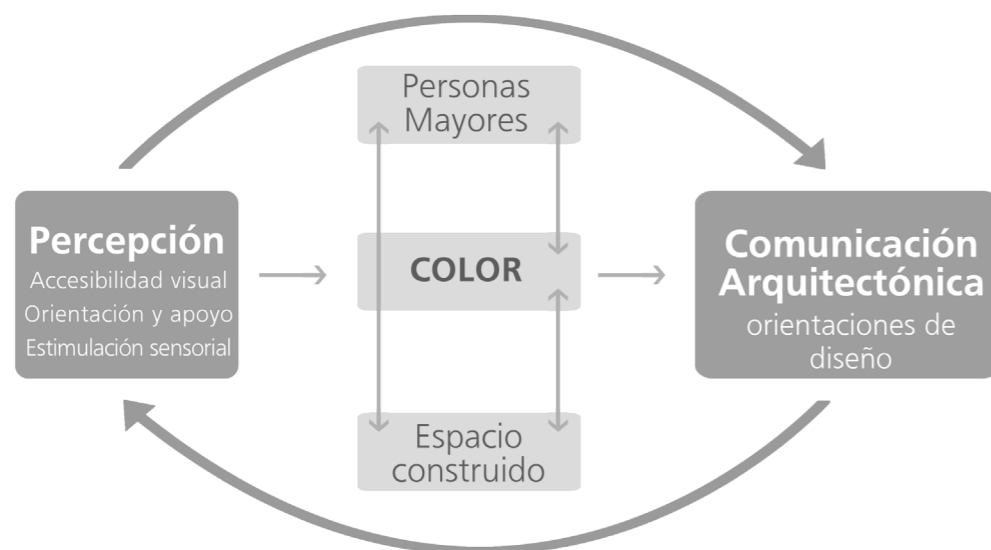 Personas
Mayores
Percepción
Accesibilidad visual
Orientación y apoyo
Estimulación sensorial
COLOR
Comunicación
Arquitectónica
orientaciones de
diseño
Espacio
construido